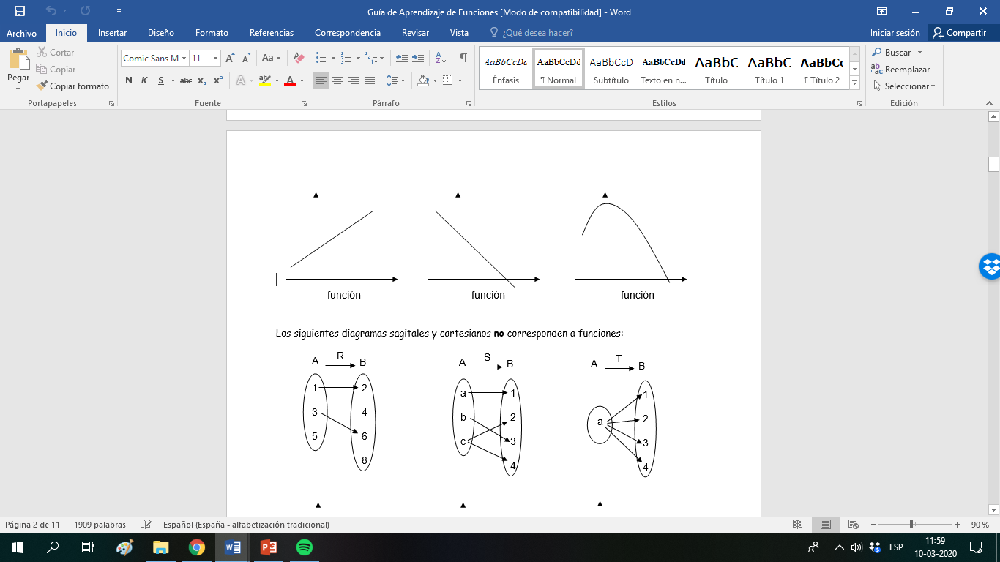 Guía de Aprendizaje de Funciones [Modo de compatibilidad] - Word
Archivo Inicio Insertar Diseño Formato Referencias Correspondencia Revisar Vista ¿Qué desea hacer? Iniciar sesión Compartir
Pegar
Cortar
Copiar
Copiar formato
Portapapeles
Comic Sans M 11
Aa
N K S abc x₂ x² A ab A
Fuente
Párrafo
AaBbCcDc AaBbCcDd AaBbCcD AaBbCcDd AaBbC AaBbC AaBbCc
Énfasis ¶ Normal Subtítulo Texto en n... Título Título 1 ¶ Título 2
Estilos
Buscar
Reemplazar
Seleccionar
Edición
función función función
Los siguientes diagramas sagitales y cartesianos no corresponden a funciones:
A R B
1 2
3 4
5 6
8
A S B
a 1
b 2
c 3
4
A T B
a 1
2
3
4
Página 2 de 11 1909 palabras Español (España - alfabetización tradicional) 90 %
ESP
11:59
10-03-2020